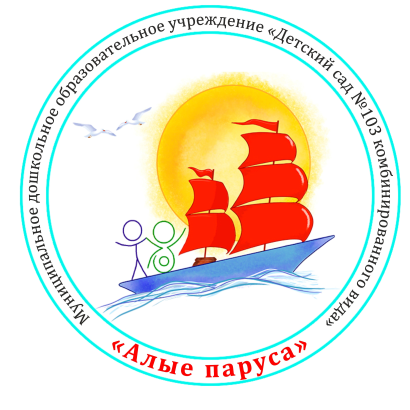 Муниципальное дошкольное образовательное учреждение «Детский сад №103 комбинированного вида»
«Алые паруса»